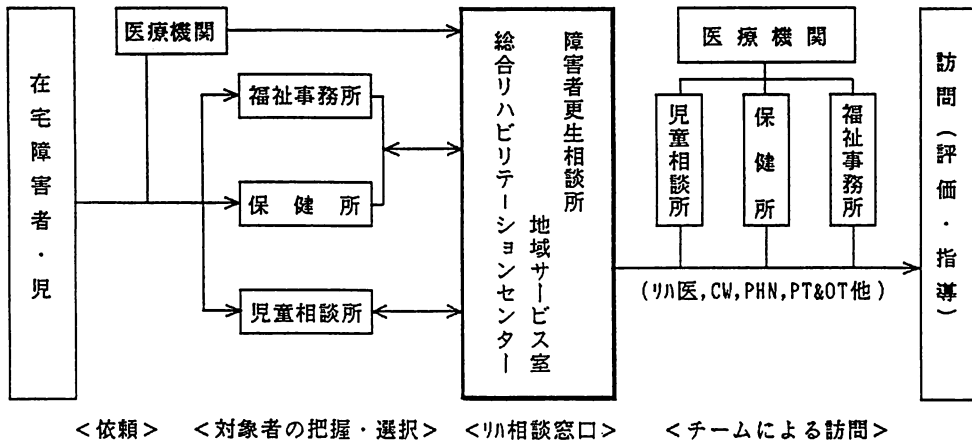 在宅障害者・児
医療機関
福祉事務所
保健所
児童相談所
障害者更生相談所
地域サービス室
総合リハビリテーションセンター
医療機関
児童相談所
保健所
福祉事務所
(リハ医,CW,PHN,PT&OT他)
訪問(評価・指導)
<依頼>
<対象者の把握・選択>
<リハ相談窓口>
<チームによる訪問>